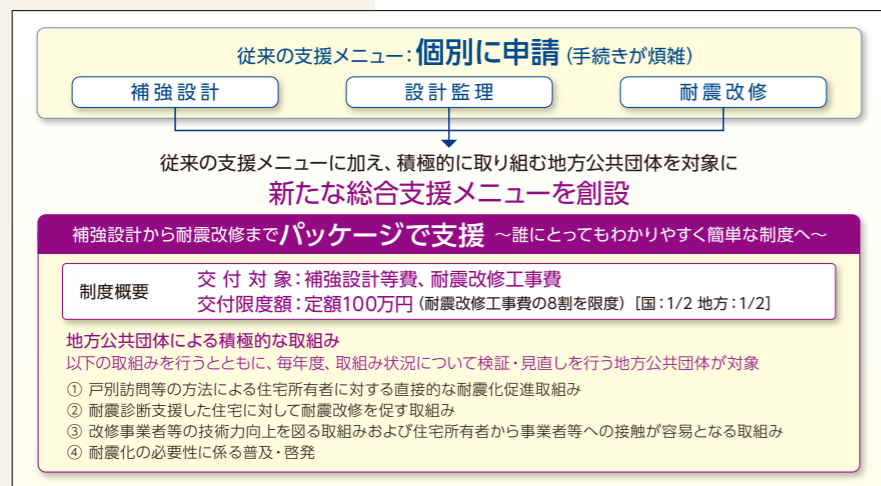 従来の支援メニュー：個別に申請（手続きが煩雑）
補強設計
設計監理
耐震改修
従来の支援メニューに加え、積極的に取り組む地方公共団体を対象に
新たな総合支援メニューを創設
補強設計から耐震改修までパッケージで支援 ～誰にとってもわかりやすく簡単な制度へ～
制度概要
交付対象：補強設計等費、耐震改修工事費
交付限度額：定額100万円（耐震改修工事費の8割を限度）［国：1/2 地方：1/2］
地方公共団体による積極的な取組み
以下の取組みを行うとともに、毎年度、取組み状況について検証・見直しを行う地方公共団体が対象
① 戸別訪問等の方法による住宅所有者に対する直接的な耐震化促進取組み
② 耐震診断支援した住宅に対して耐震改修を促す取組み
③ 改修事業者等の技術力向上を図る取組みおよび住宅所有者から事業者等への接触が容易となる取組み
④ 耐震化の必要性に係る普及・啓発